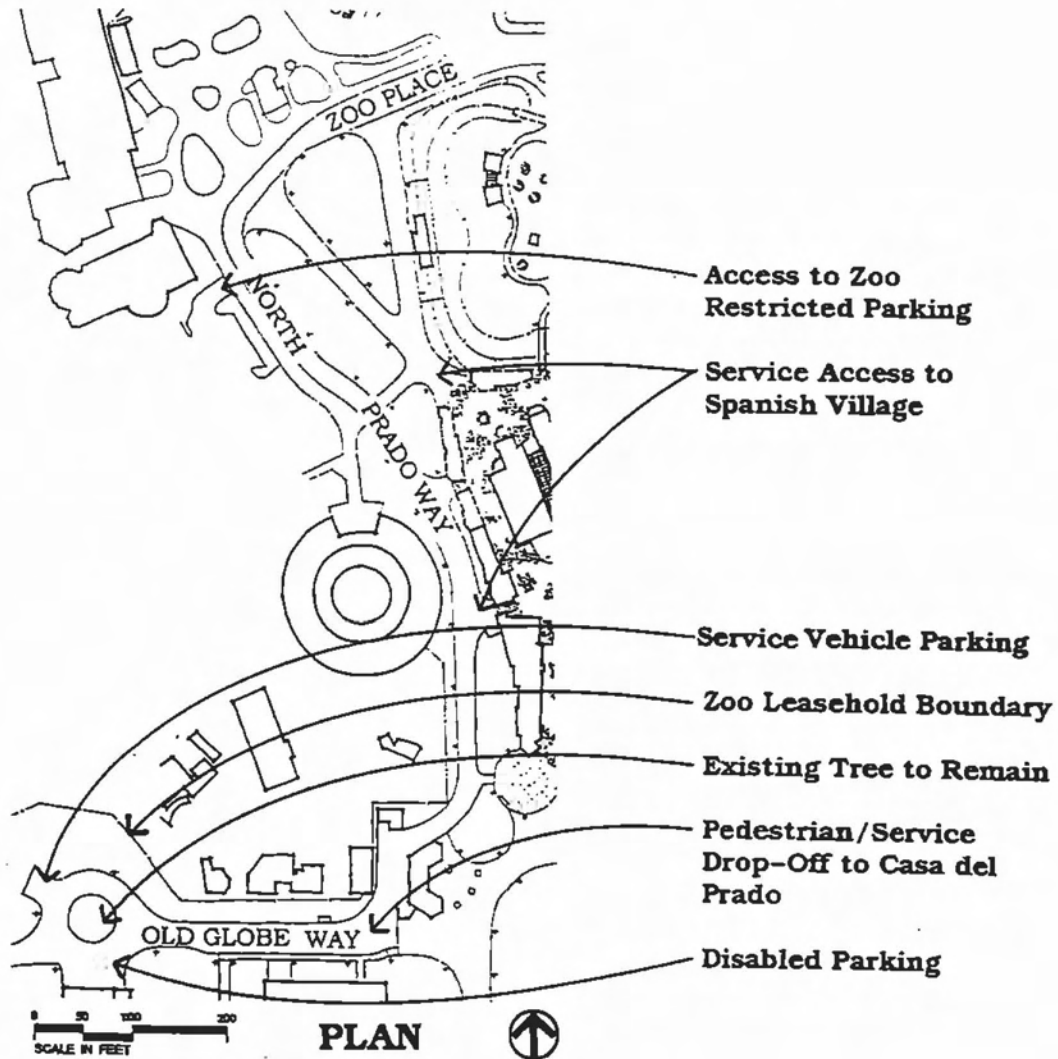 ZOO PLACE
Access to Zoo
Restricted Parking
NORTH
Service Access to
Spanish Village
PRADO WAY
Service Vehicle Parking
Zoo Leasehold Boundary
Existing Tree to Remain
Pedestrian/Service
Drop-Off to Casa del
Prado
OLD GLOBE WAY
Disabled Parking
0 50 100 200
SCALE IN FEET
PLAN